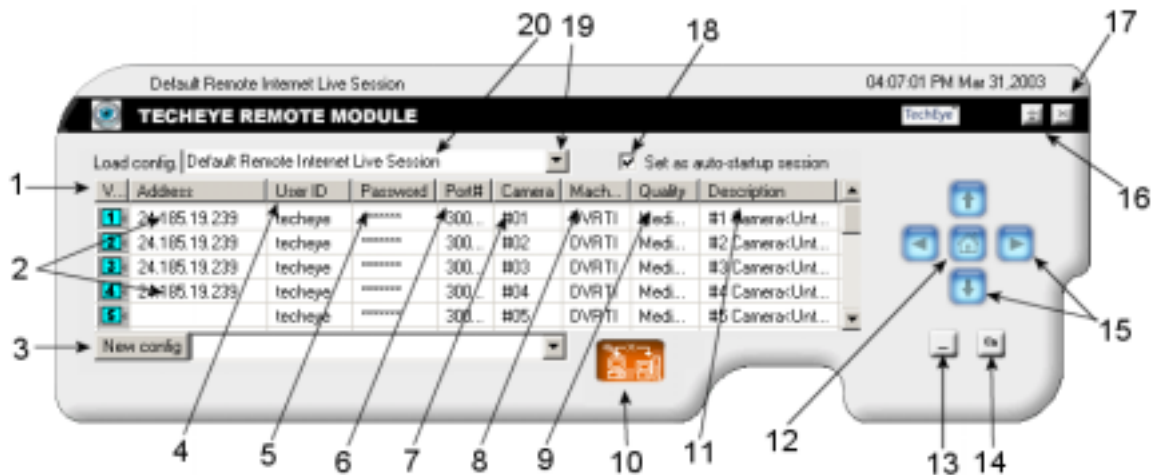 20 19 18 17
Default Remote Internet Live Session 04:07:01 PM Mar 31,2003
TECHEYE REMOTE MODULE TechEye
Load config. Default Remote Internet Live Session Set as auto-startup session
1 V... Address User ID Password Port# Camera Mach... Quality Description 16
1 24.185.19.239 techeye ******* 300... #01 DVRTI Medi... #1 Camera<Unt...
2 24.185.19.239 techeye ******* 300... #02 DVRTI Medi... #2 Camera<Unt...
2 3 24.185.19.239 techeye ******* 300... #03 DVRTI Medi... #3 Camera<Unt...
4 24.185.19.239 techeye ******* 300... #04 DVRTI Medi... #4 Camera<Unt...
5 techeye ******* 300... #05 DVRTI Medi... #5 Camera<Unt...
15
3 New config
4 5 6 7 8 9 10 11 12 13 14